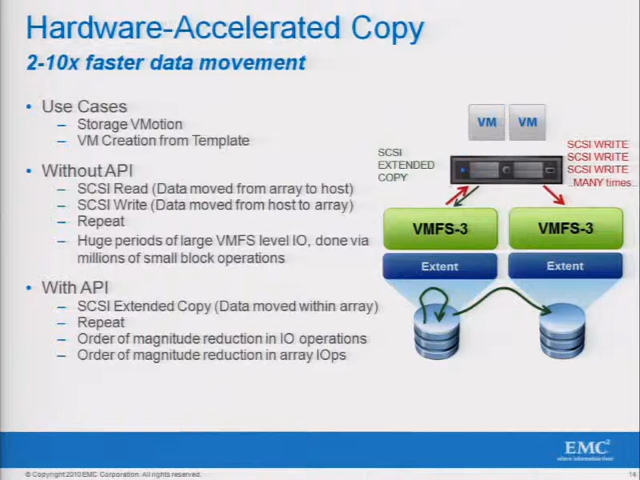 Hardware-Accelerated Copy
2-10x faster data movement
• Use Cases
– Storage VMotion
– VM Creation from Template
• Without API
– SCSI Read (Data moved from array to host)
– SCSI Write (Data moved from host to array)
– Repeat
– Huge periods of large VMFS level IO, done via
millions of small block operations
• With API
– SCSI Extended Copy (Data moved within array)
– Repeat
– Order of magnitude reduction in IO operations
– Order of magnitude reduction in array IOps
VM VM
SCSI
EXTENDED
COPY
SCSI WRITE
SCSI WRITE
SCSI WRITE
..MANY times..
VMFS-3 VMFS-3
Extent Extent
EMC²
where information lives
© Copyright 2010 EMC Corporation. All rights reserved.
14